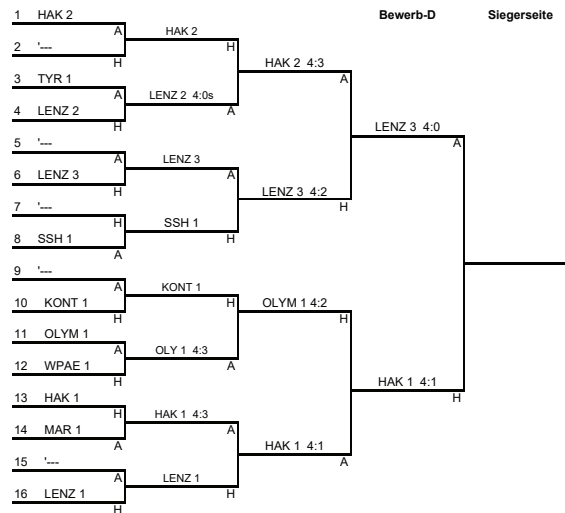 Bewerb-D Siegerseite
1 HAK 2
A HAK 2
2 '---
H H
HAK 2 4:3
3 TYR 1
A A
LENZ 2 4:0s
4 LENZ 2
H A
LENZ 3 4:0
5 '---
A A
LENZ 3
6 LENZ 3
H A
LENZ 3 4:2
7 '---
H H
SSH 1
8 SSH 1
A H
9 '---
A
KONT 1
10 KONT 1
H H
OLYM 1 4:2
11 OLYM 1
A H
OLY 1 4:3
12 WPAE 1
H A
HAK 1 4:1
13 HAK 1
H H
HAK 1 4:3
14 MAR 1
A A
HAK 1 4:1
15 '---
A A
LENZ 1
16 LENZ 1
H H